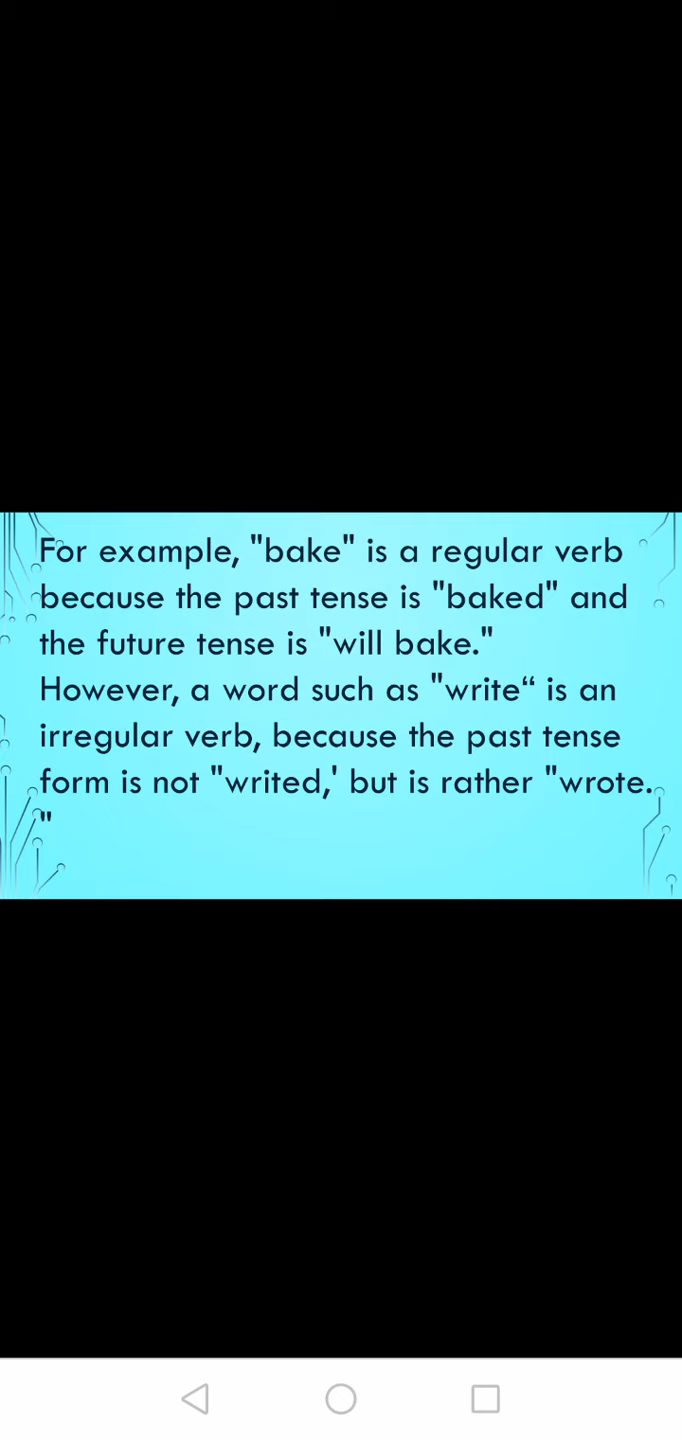 For example, "bake" is a regular verb
because the past tense is "baked" and
the future tense is "will bake."
However, a word such as "write“ is an
irregular verb, because the past tense
form is not "writed,' but is rather "wrote.
"